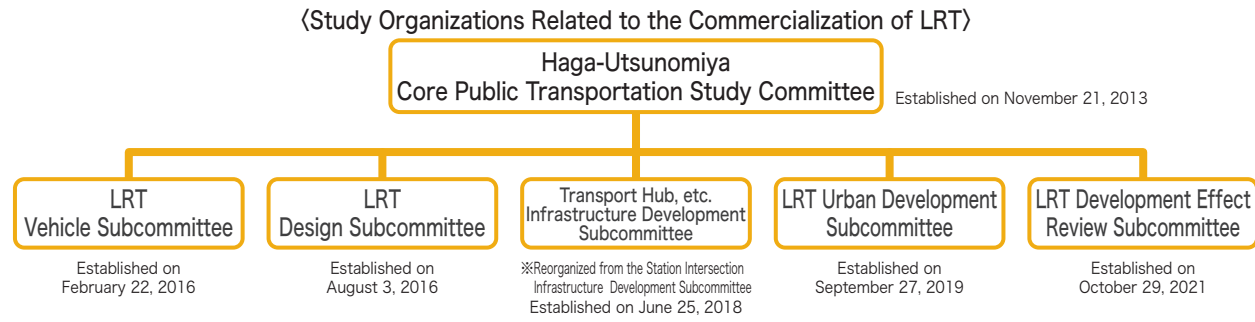 〈Study Organizations Related to the Commercialization of LRT〉
Haga-Utsunomiya
Core Public Transportation Study Committee
Established on November 21, 2013
LRT
Vehicle Subcommittee
Established on
February 22, 2016
LRT
Design Subcommittee
Established on
August 3, 2016
Transport Hub, etc.
Infrastructure Development
Subcommittee
※Reorganized from the Station Intersection
Infrastructure Development Subcommittee
Established on June 25, 2018
LRT Urban Development
Subcommittee
Established on
September 27, 2019
LRT Development Effect
Review Subcommittee
Established on
October 29, 2021